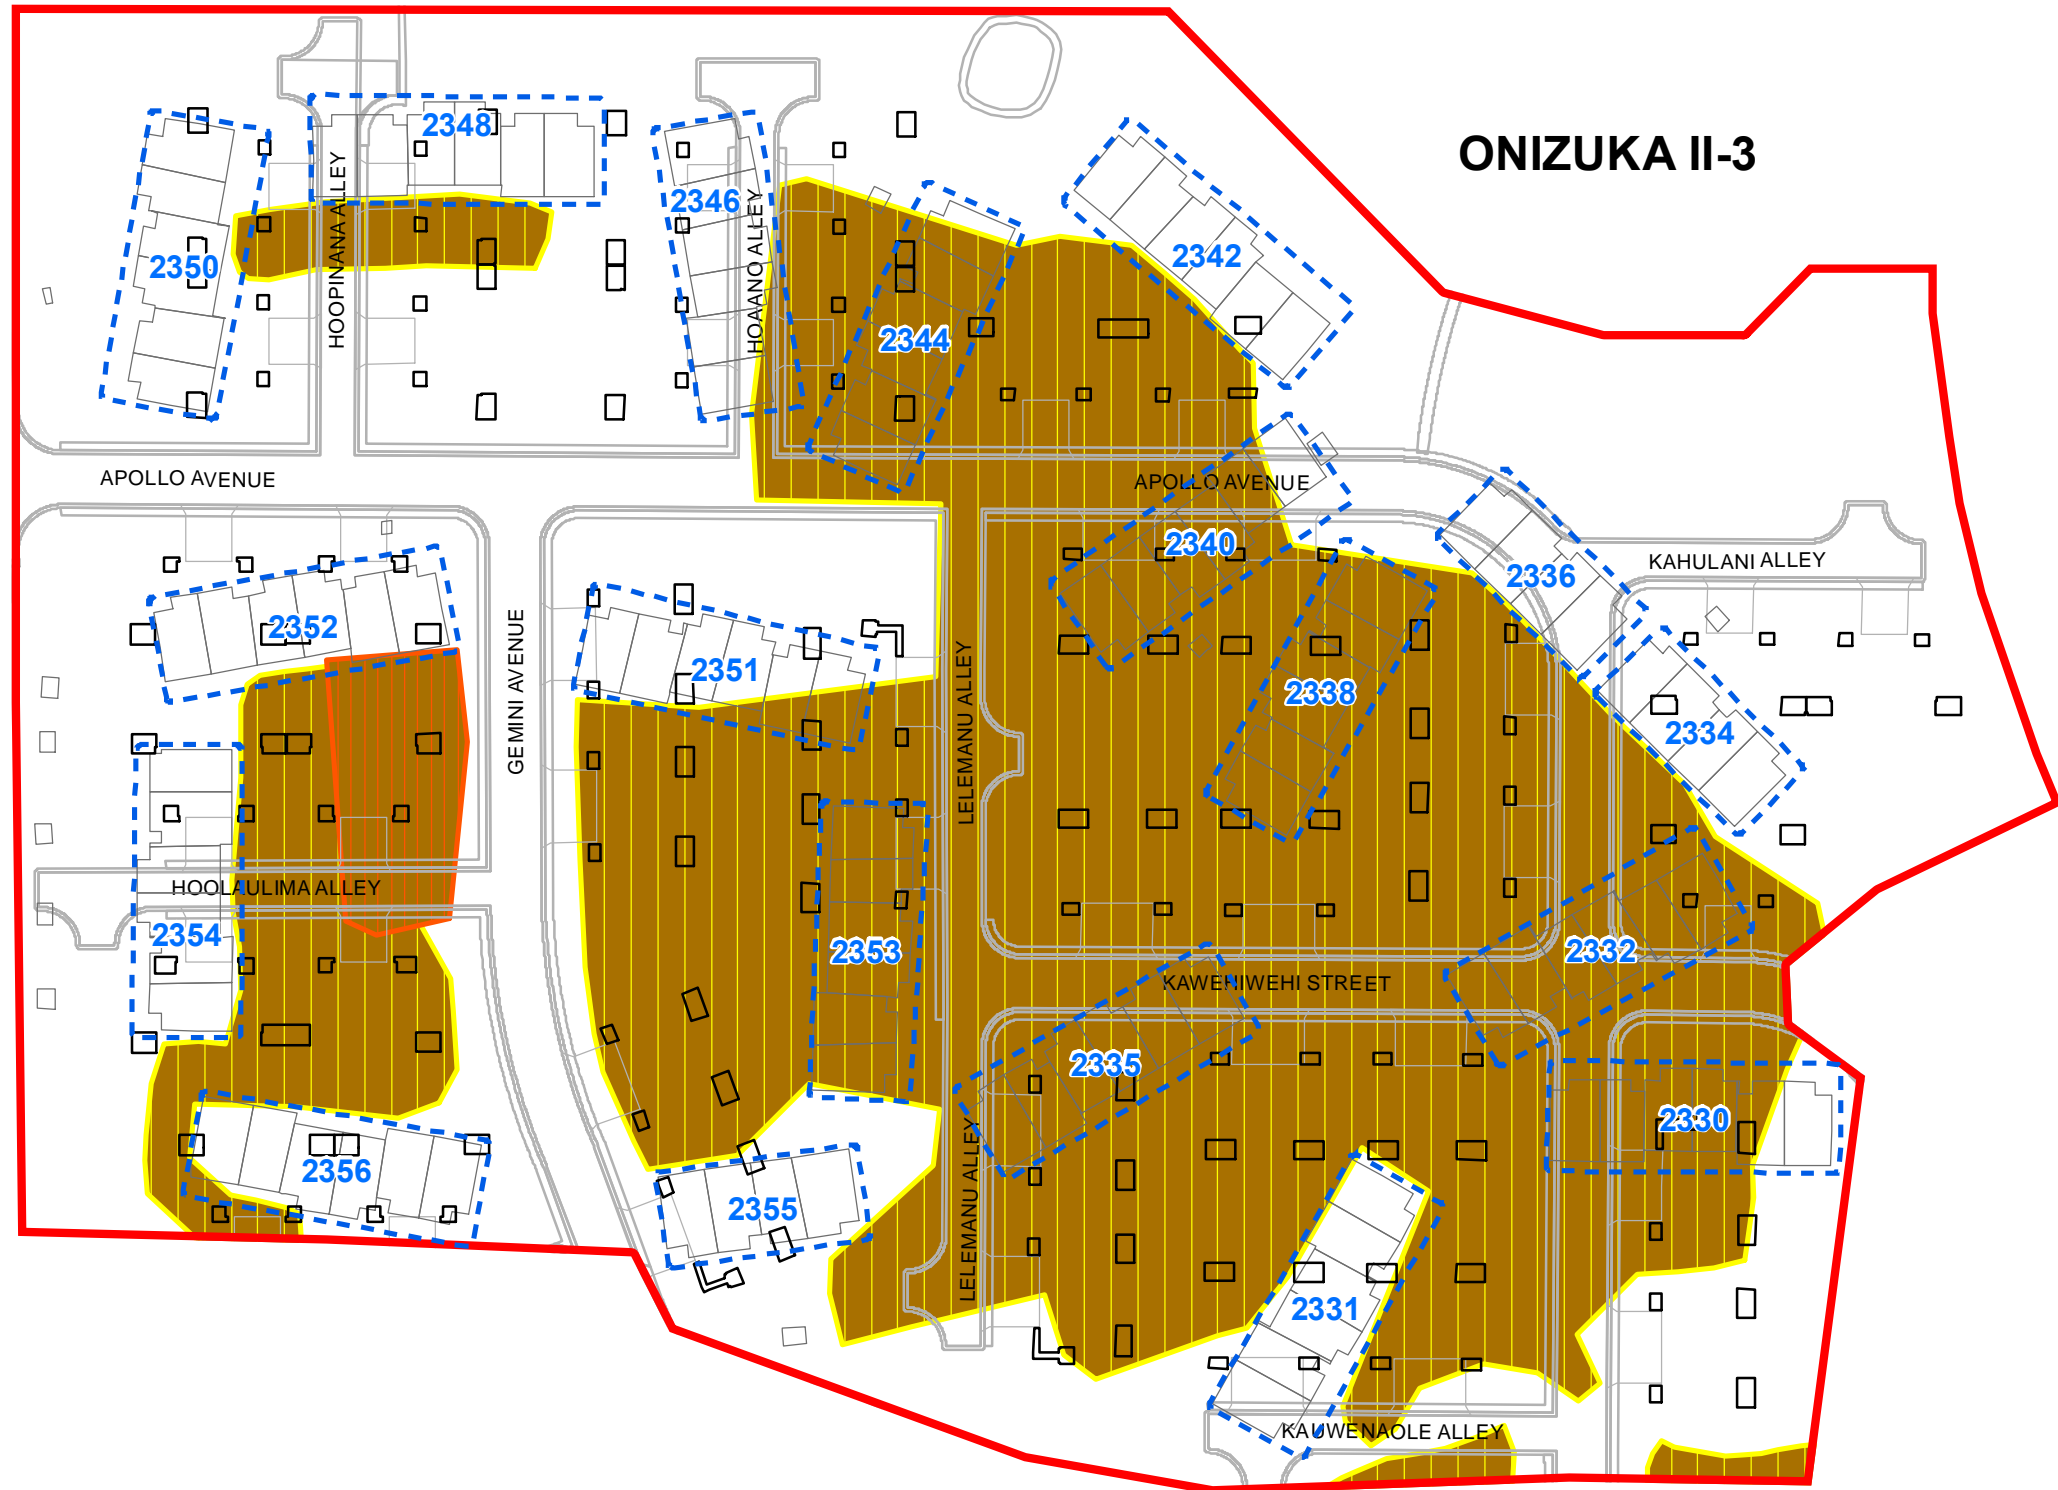 2348
ONIZUKA II-3
2346
HOOPINANA ALLEY
HOANO ALLEY
2350
2342
2344
APOLLO AVENUE
APOLLO AVENUE
2340
2336
KAHULANI ALLEY
2352
GEMINI AVENUE
2351
LELEMANU ALLEY
2338
2334
HOOLAULIMA ALLEY
2354
2353
2332
KAWEHIWEHI STREET
2335
2330
2356
2355
LELEMANU ALLEY
2331
KAUWENAOLE ALLEY